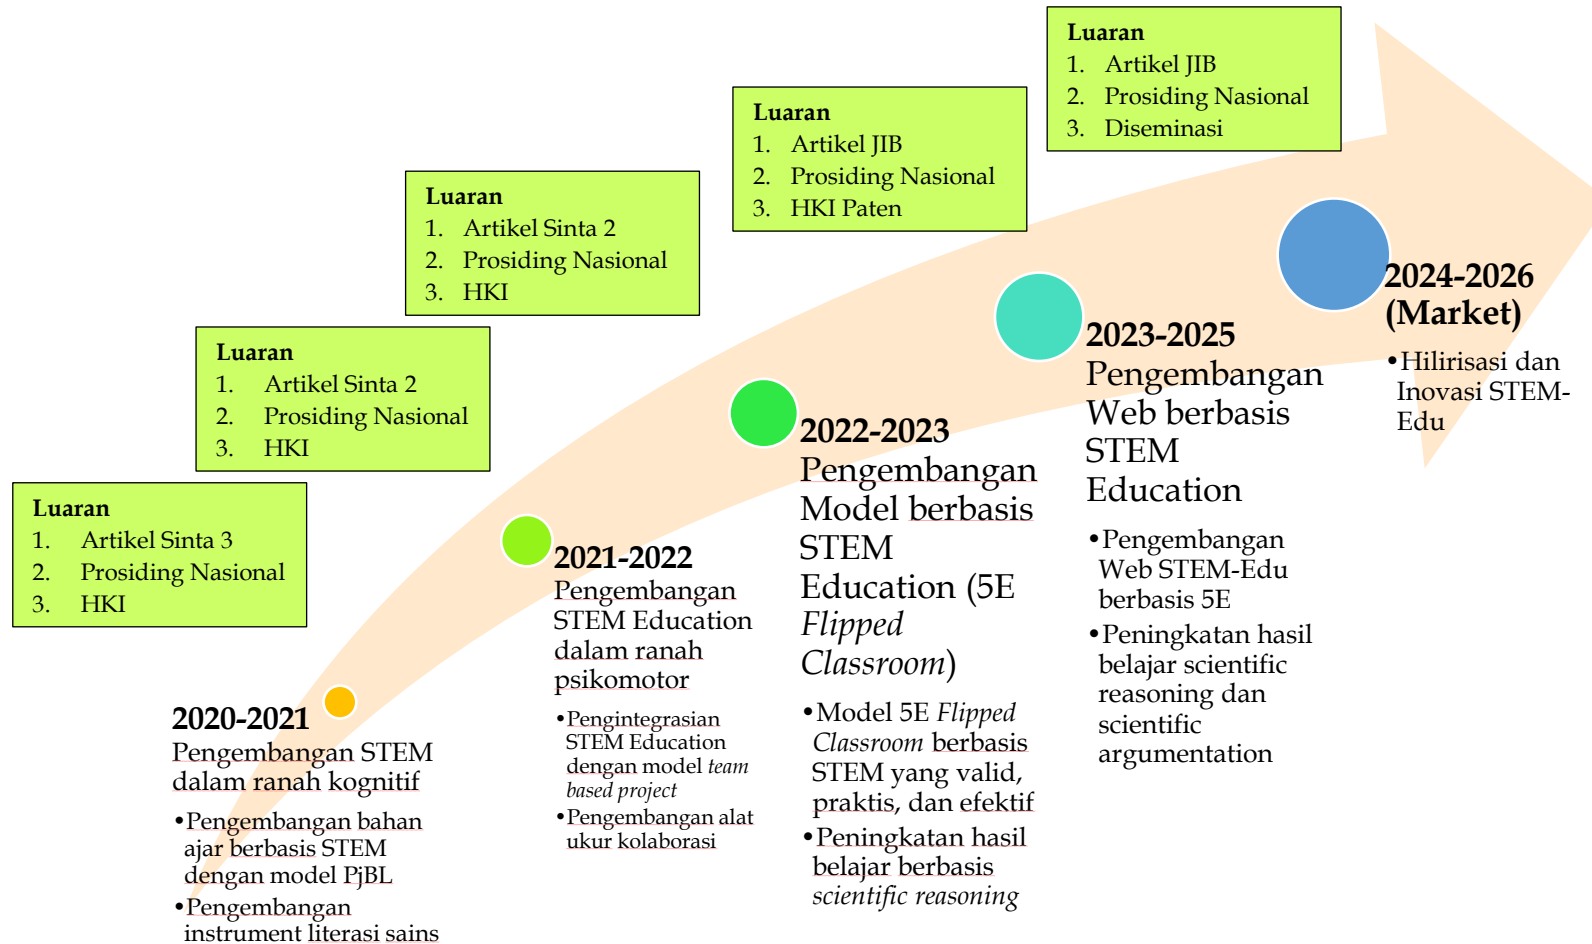 Luaran
1. Artikel JIB
2. Prosiding Nasional
3. Diseminasi
Luaran
1. Artikel JIB
2. Prosiding Nasional
3. HKI Paten
Luaran
1. Artikel Sinta 2
2. Prosiding Nasional
3. HKI
Luaran
1. Artikel Sinta 2
2. Prosiding Nasional
3. HKI
Luaran
1. Artikel Sinta 3
2. Prosiding Nasional
3. HKI
2020-2021
Pengembangan STEM
dalam ranah kognitif
•Pengembangan bahan
ajar berbasis STEM
dengan model PjBL
•Pengembangan
instrument literasi sains
2021-2022
Pengembangan
STEM Education
dalam ranah
psikomotor
•Pengintegrasian
STEM Education
dengan model team
based project
•Pengembangan alat
ukur kolaborasi
2022-2023
Pengembangan
Model berbasis
STEM
Education (5E
Flipped
Classroom)
•Model 5E Flipped
Classroom berbasis
STEM yang valid,
praktis, dan efektif
•Peningkatan hasil
belajar berbasis
scientific reasoning
2023-2025
Pengembangan
Web berbasis
STEM
Education
•Pengembangan
Web STEM-Edu
berbasis 5E
•Peningkatan hasil
belajar scientific
reasoning dan
scientific
argumentation
2024-2026
(Market)
•Hilirisasi dan
Inovasi STEM-
Edu